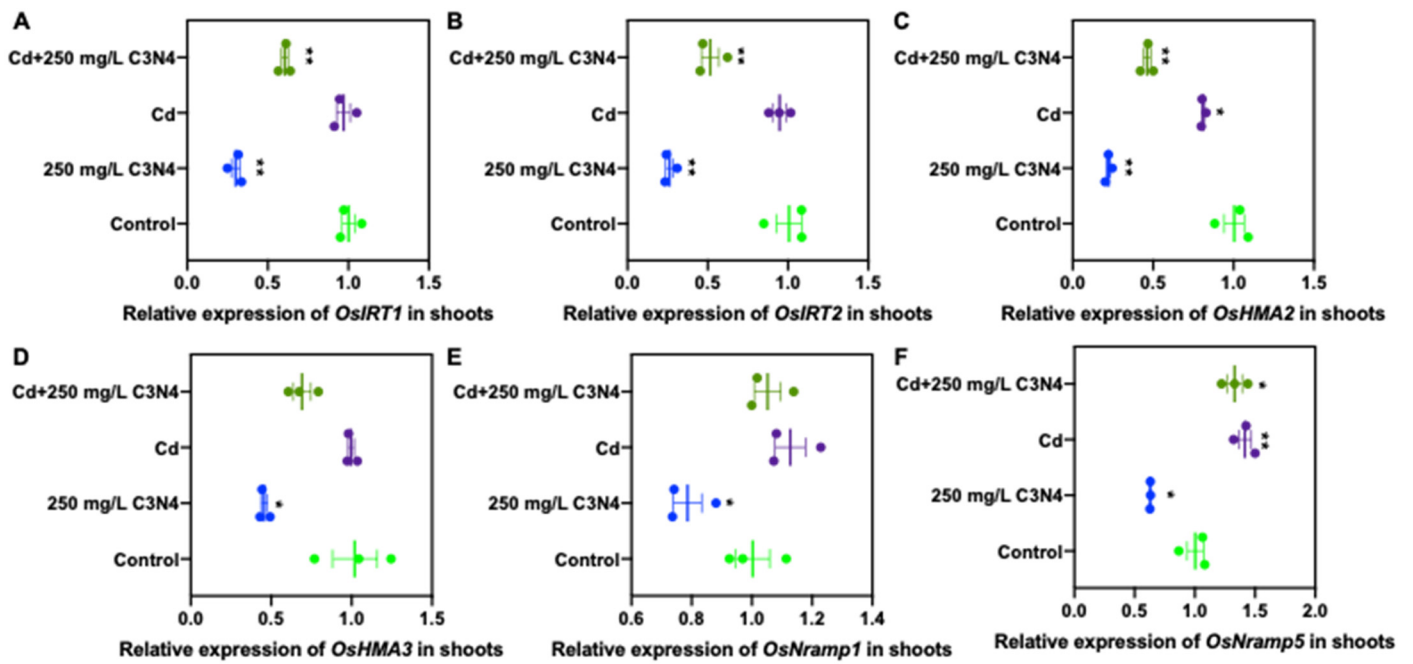 A
Cd+250 mg/L C3N4
**
Cd
250 mg/L C3N4
**
Control
0.0 0.5 1.0 1.5
Relative expression of OsIRT1 in shoots
B
Cd+250 mg/L C3N4
**
Cd
250 mg/L C3N4
**
Control
0.0 0.5 1.0 1.5
Relative expression of OsIRT2 in shoots
C
Cd+250 mg/L C3N4
**
Cd
*
250 mg/L C3N4
**
Control
0.0 0.5 1.0 1.5
Relative expression of OsHMA2 in shoots
D
Cd+250 mg/L C3N4
Cd
250 mg/L C3N4
*
Control
0.0 0.5 1.0 1.5
Relative expression of OsHMA3 in shoots
E
Cd+250 mg/L C3N4
Cd
250 mg/L C3N4
*
Control
0.6 0.8 1.0 1.2 1.4
Relative expression of OsNramp1 in shoots
F
Cd+250 mg/L C3N4
*
Cd
**
250 mg/L C3N4
*
Control
0.0 0.5 1.0 1.5 2.0
Relative expression of OsNramp5 in shoots